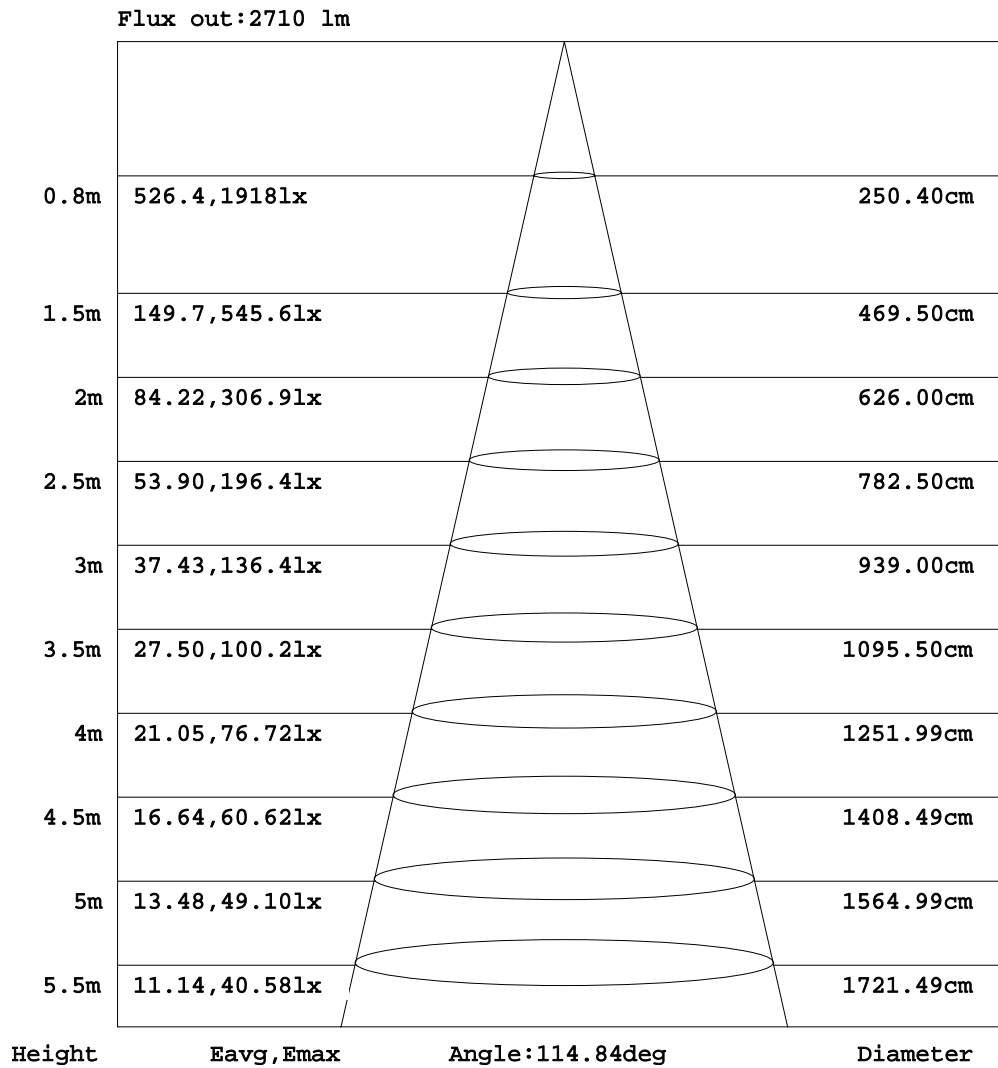 Flux out:2710 lm
0.8m 526.4,1918lx 250.40cm
1.5m 149.7,545.6lx 469.50cm
2m 84.22,306.9lx 626.00cm
2.5m 53.90,196.4lx 782.50cm
3m 37.43,136.4lx 939.00cm
3.5m 27.50,100.2lx 1095.50cm
4m 21.05,76.72lx 1251.99cm
4.5m 16.64,60.62lx 1408.49cm
5m 13.48,49.10lx 1564.99cm
5.5m 11.14,40.58lx 1721.49cm
Height Eavg,Emax Angle:114.84deg Diameter